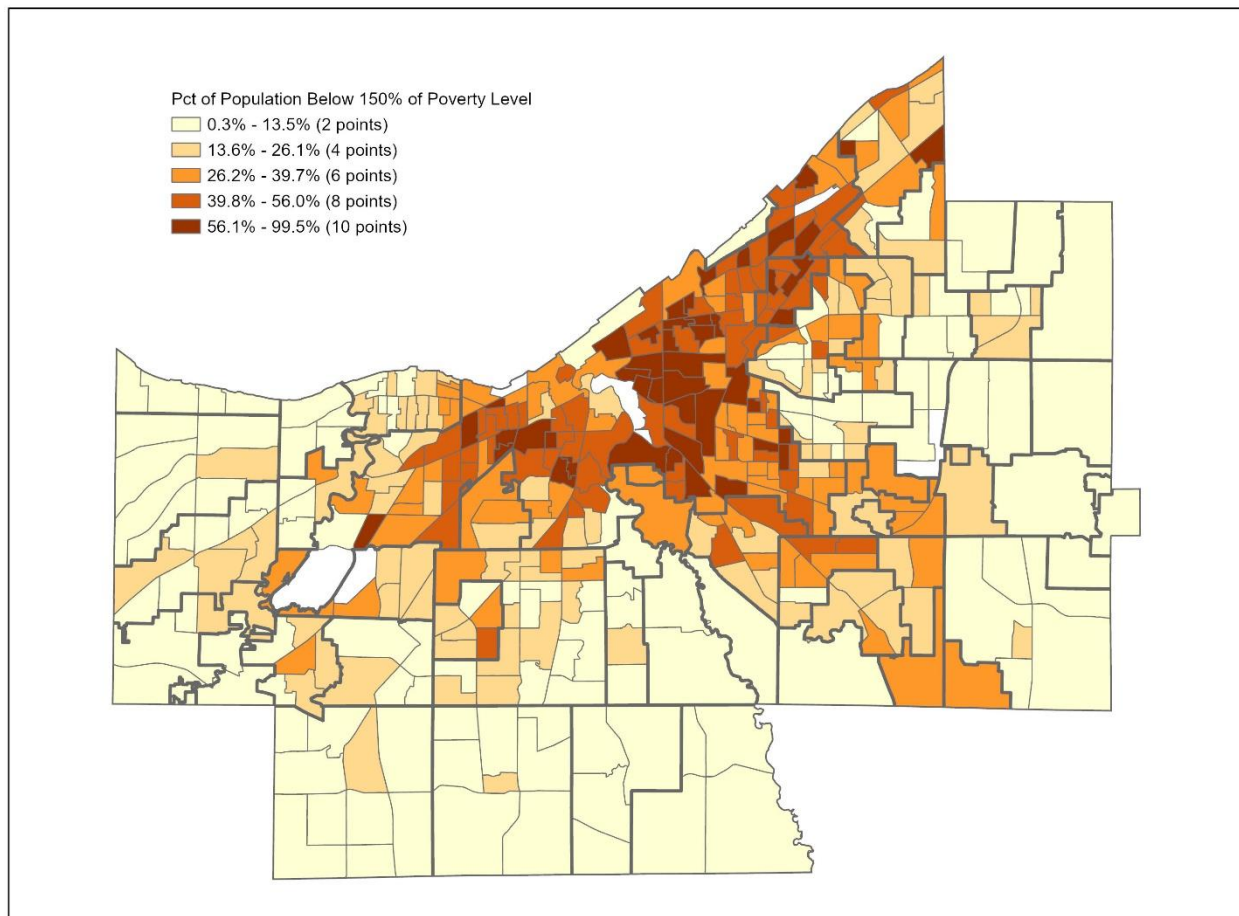 Pct of Population Below 150% of Poverty Level
0.3% - 13.5% (2 points)
13.6% - 26.1% (4 points)
26.2% - 39.7% (6 points)
39.8% - 56.0% (8 points)
56.1% - 99.5% (10 points)